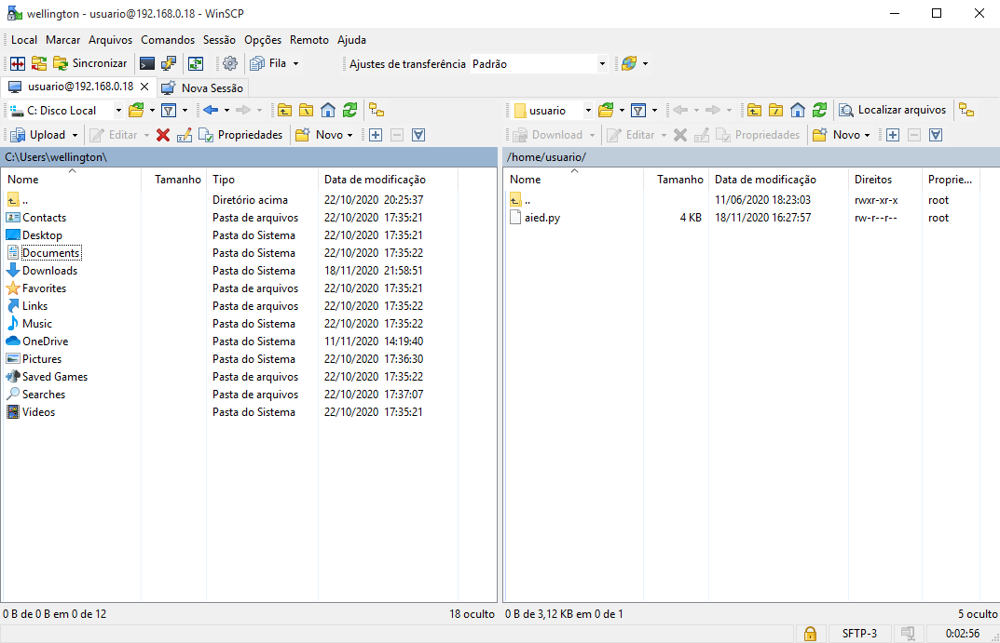 wellington - usuario@192.168.0.18 - WinSCP
Local Marcar Arquivos Comandos Sessão Opções Remoto Ajuda
Sincronizar Fila Ajustes de transferência Padrão
usuario@192.168.0.18 Nova Sessão
C: Disco Local usuario Localizar arquivos
Upload Editar Propriedades Novo Download Editar Propriedades Novo
C:\Users\wellington\ /home/usuario/
Nome Tamanho Tipo Data de modificação Nome Tamanho Data de modificação Direitos Proprie...
.. Diretório acima 22/10/2020 20:25:37 .. 11/06/2020 18:23:03 rwxr-xr-x root
Contacts Pasta de arquivos 22/10/2020 17:35:21 aied.py 4 KB 18/11/2020 16:27:57 rw-r--r-- root
Desktop Pasta do Sistema 22/10/2020 17:35:21
Documents Pasta do Sistema 22/10/2020 17:35:22
Downloads Pasta do Sistema 18/11/2020 21:58:51
Favorites Pasta de arquivos 22/10/2020 17:35:21
Links Pasta de arquivos 22/10/2020 17:35:22
Music Pasta do Sistema 22/10/2020 17:35:22
OneDrive Pasta do Sistema 11/11/2020 14:19:40
Pictures Pasta do Sistema 22/10/2020 17:36:30
Saved Games Pasta de arquivos 22/10/2020 17:35:22
Searches Pasta de arquivos 22/10/2020 17:37:07
Videos Pasta do Sistema 22/10/2020 17:35:21
0 B de 0 B em 0 de 12 18 oculto 0 B de 3,12 KB em 0 de 1 5 oculto
SFTP-3 0:02:56